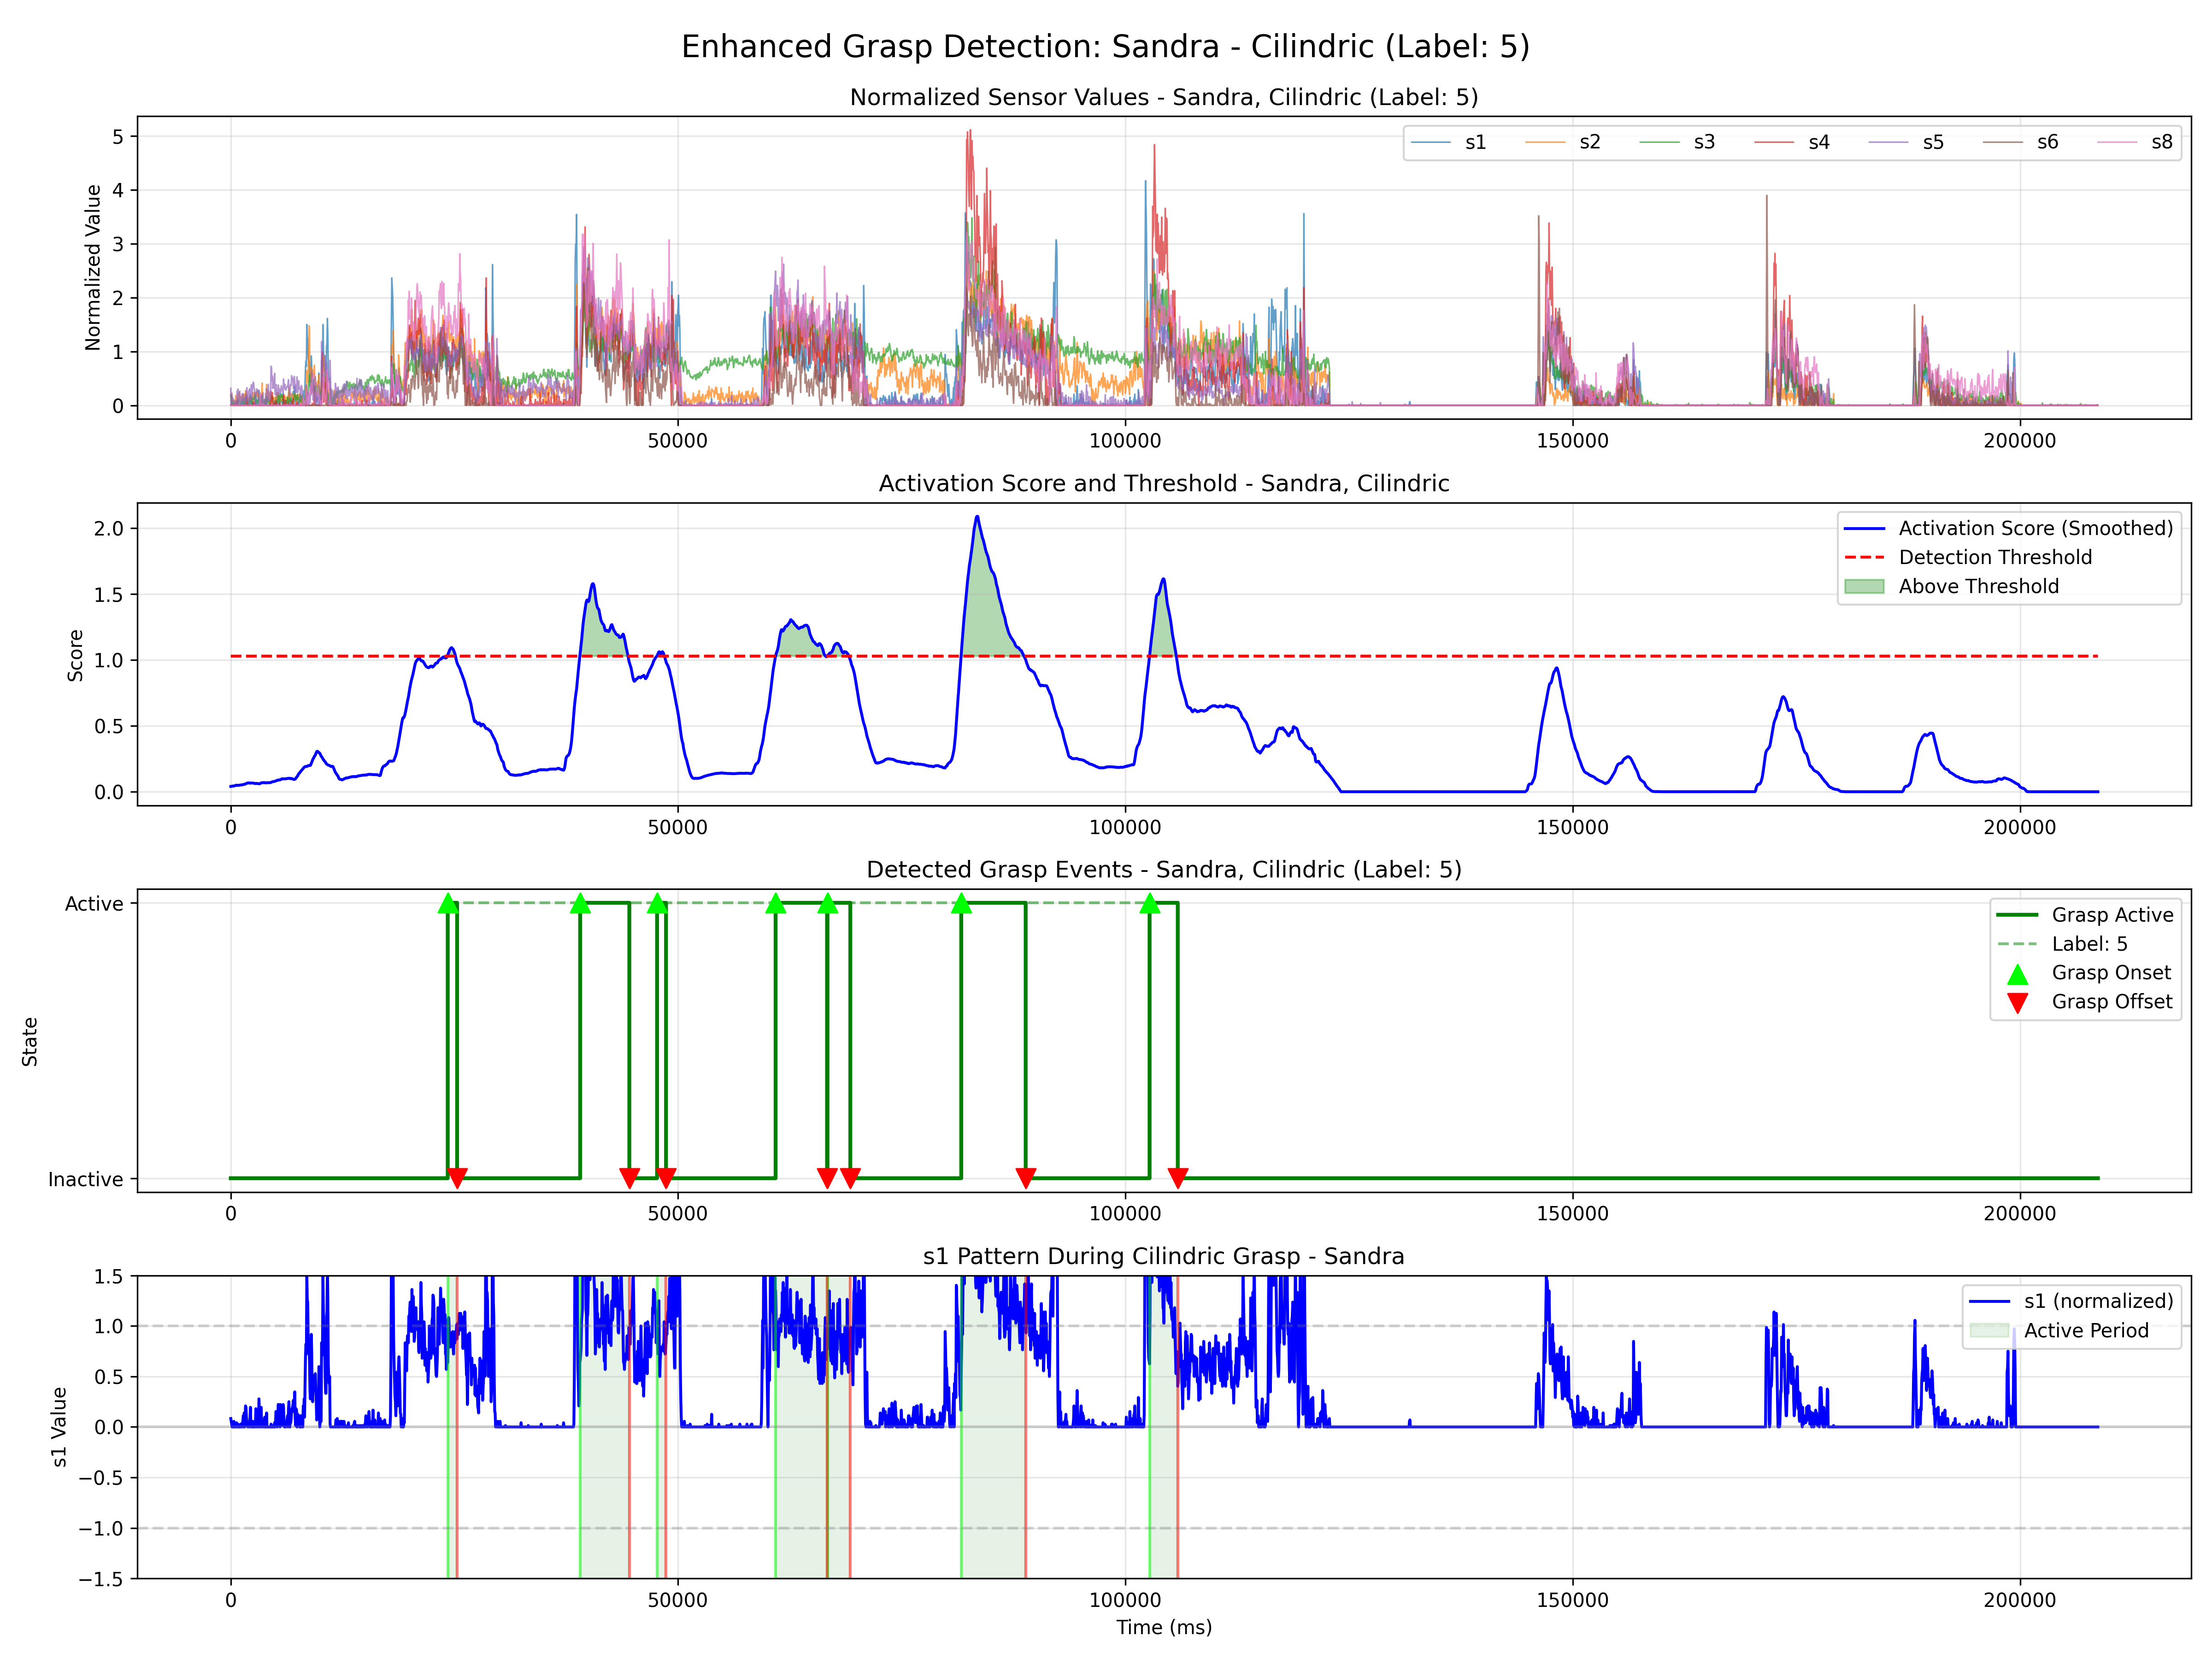 Enhanced Grasp Detection: Sandra - Cilindric (Label: 5)
Normalized Sensor Values - Sandra, Cilindric (Label: 5)
Normalized Value
5
4
3
2
1
0
s1 s2 s3 s4 s5 s6 s8
0 50000 100000 150000 200000
Activation Score and Threshold - Sandra, Cilindric
Score
2.0
1.5
1.0
0.5
0.0
Activation Score (Smoothed)
Detection Threshold
Above Threshold
0 50000 100000 150000 200000
Detected Grasp Events - Sandra, Cilindric (Label: 5)
State
Active
Inactive
Grasp Active
Label: 5
Grasp Onset
Grasp Offset
0 50000 100000 150000 200000
s1 Pattern During Cilindric Grasp - Sandra
s1 Value
1.5
1.0
0.5
0.0
−0.5
−1.0
−1.5
s1 (normalized)
Active Period
0 50000 100000 150000 200000
Time (ms)